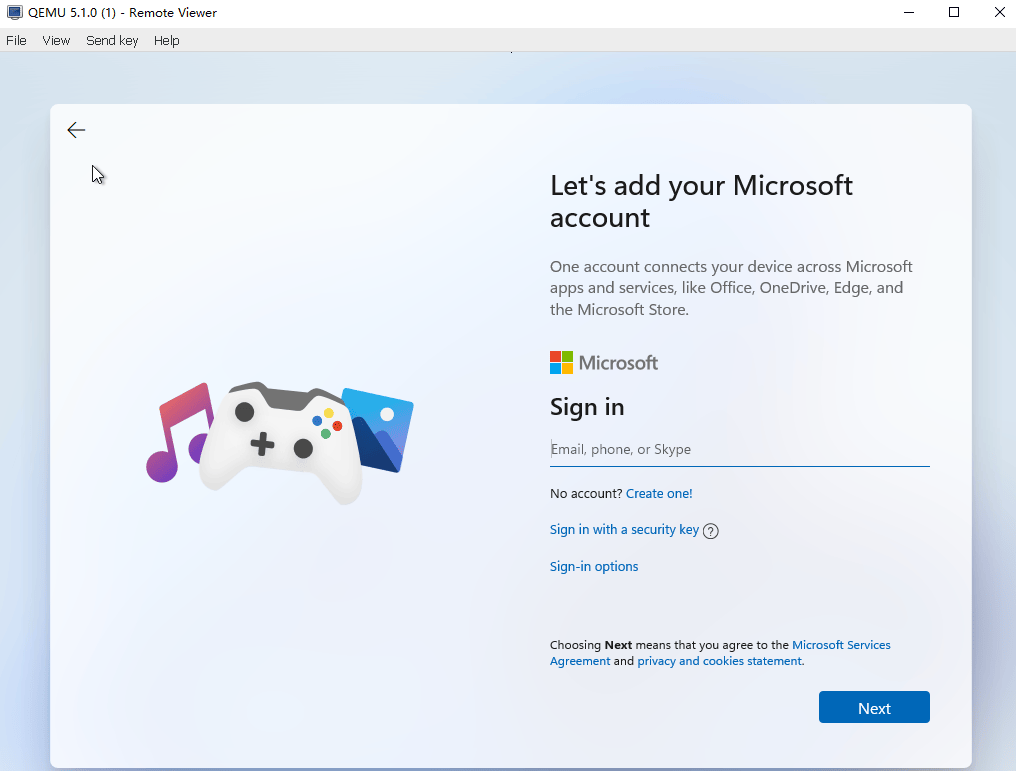 QEMU 5.1.0 (1) - Remote Viewer
File View Send key Help
Let's add your Microsoft
account
One account connects your device across Microsoft
apps and services, like Office, OneDrive, Edge, and
the Microsoft Store.
Microsoft
Sign in
Email, phone, or Skype
No account? Create one!
Sign in with a security key ?
Sign-in options
Choosing Next means that you agree to the Microsoft Services
Agreement and privacy and cookies statement.
Next